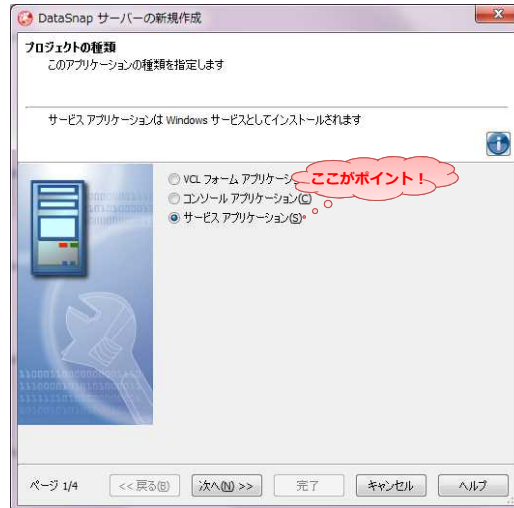 DataSnap サーバーの新規作成
プロジェクトの種類
このアプリケーションの種類を指定します
サービス アプリケーションは Windows サービスとしてインストールされます
VCL フォーム アプリケーシ
ここがポイント！
コンソール アプリケーション(C)
サービス アプリケーション(S)
ページ 1/4
<< 戻る(B)
次へ(N) >>
完了
キャンセル
ヘルプ